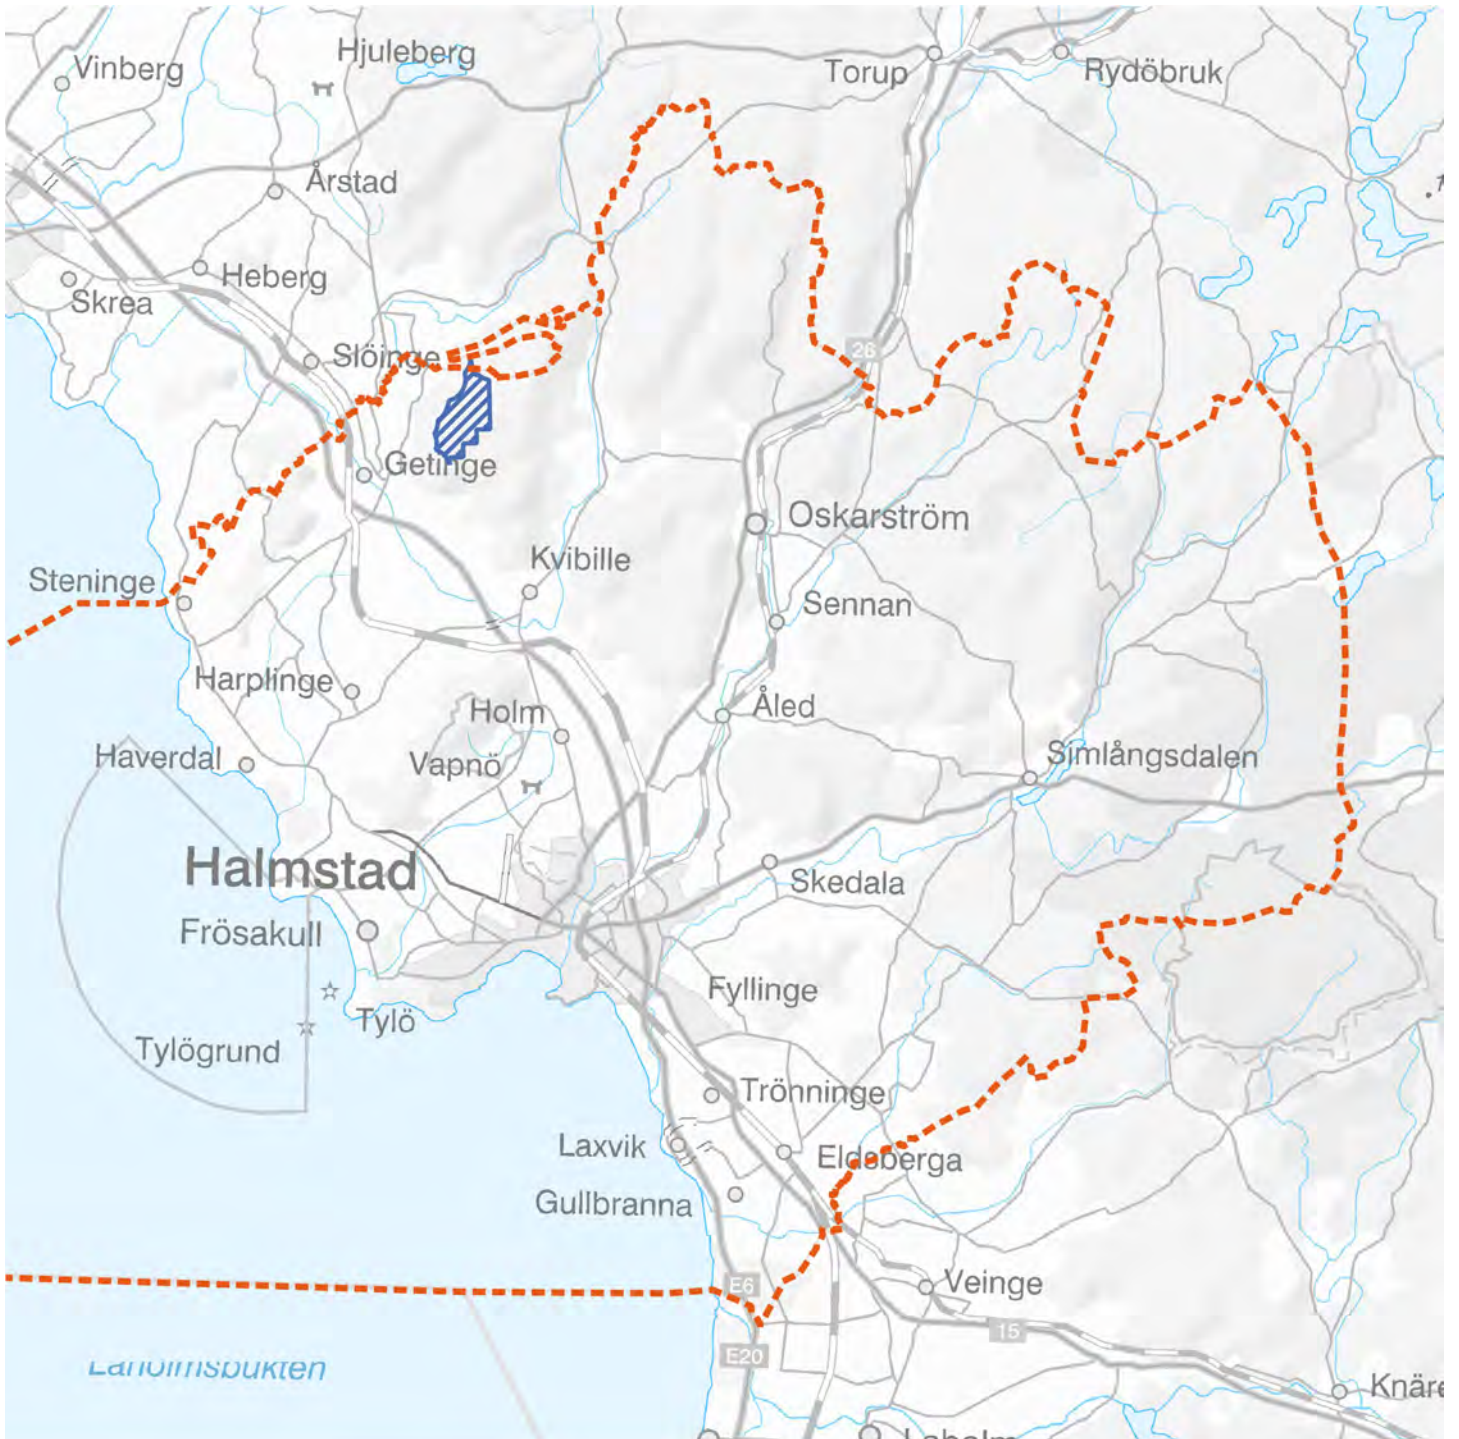 Hjuleberg
Vinberg
Torup
Rydöbruk
Årstad
Heberg
Skrea
Slöinge
26
Getinge
Oskarström
Kvibille
Steninge
Sennan
Harplinge
Holm
Åled
Haverdal
Vapnö
Simlångsdalen
Halmstad
Skedala
Frösakull
Fyllinge
Tylö
Tylögrund
Trönninge
Laxvik
Eldsberga
Gullbranna
E6
Veinge
15
E20
Laholmsbukten
Knäre